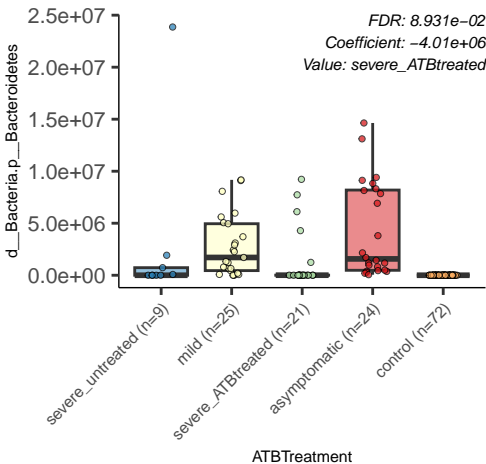 FDR: 8.931e−02
Coefficient: −4.01e+06
Value: severe_ATBtreated
d__Bacteria.p__Bacteroidetes
2.5e+07
2.0e+07
1.5e+07
1.0e+07
5.0e+06
0.0e+00
severe_untreated (n=9)
mild (n=25)
severe_ATBtreated (n=21)
asymptomatic (n=24)
control (n=72)
ATBTreatment